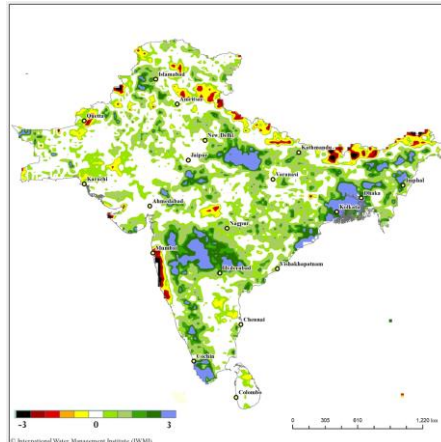 Islamabad
Amritsar
Quetta
New Delhi
Kathmandu
Jaipur
Imphal
Karachi
Varanasi
Dhaka
Ahmedabad
Kolkata
Nagpur
Mumbai
Hyderabad
Vishakhapatnam
Chennai
Cochin
Colombo
-3 0 3
0 305 610 1,220 km
© International Water Management Institute (IWMI)